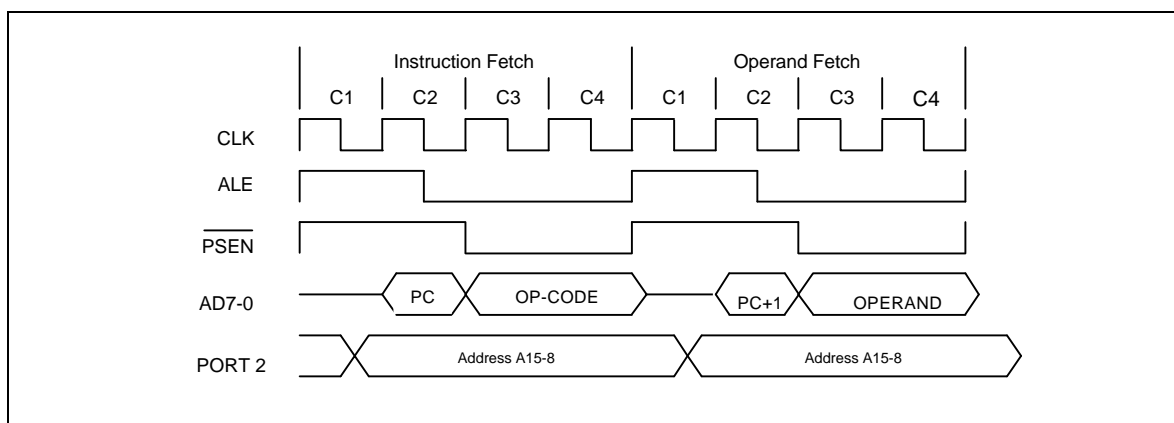 Instruction Fetch Operand Fetch
C1 C2 C3 C4 C1 C2 C3 C4
CLK
ALE
PSEN
AD7-0 PC OP-CODE PC+1 OPERAND
PORT 2 Address A15-8 Address A15-8